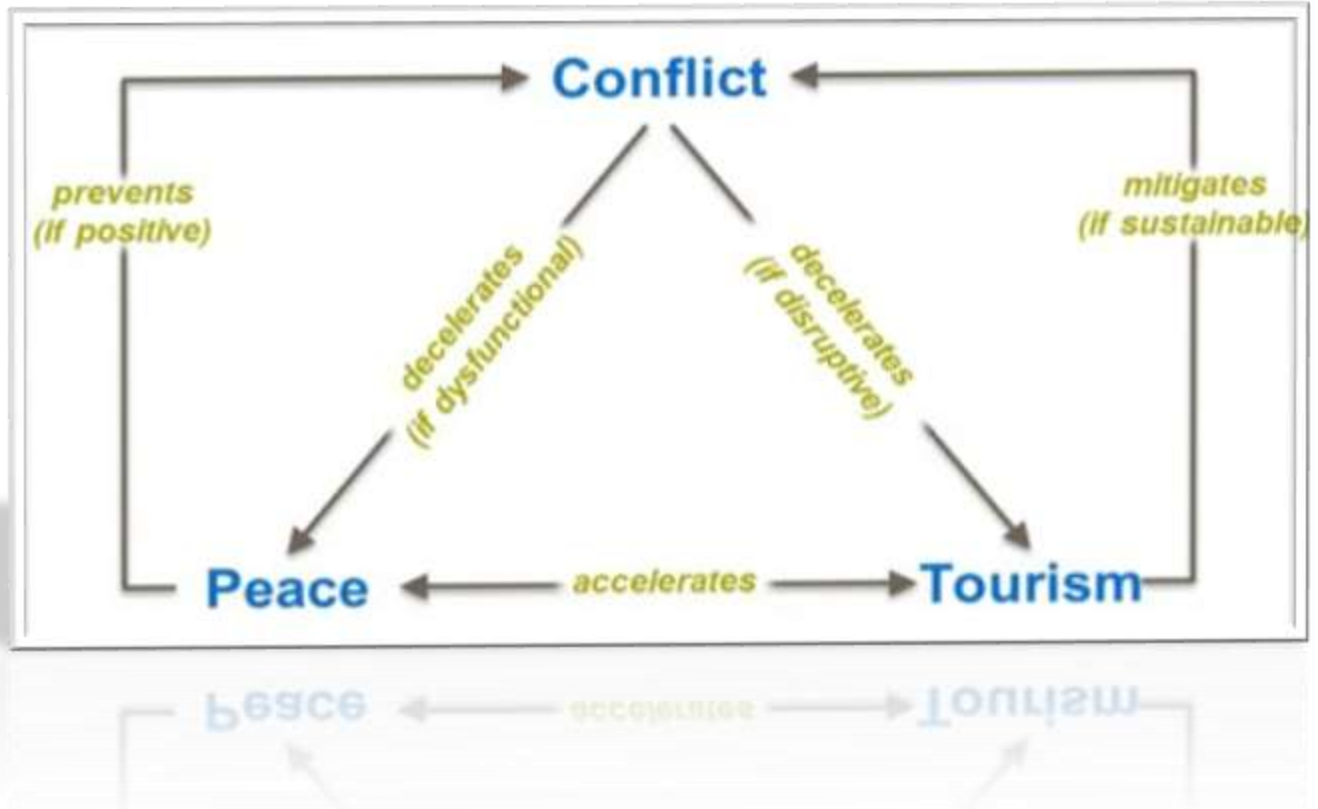 Conflict
prevents
(if positive)
mitigates
(if sustainable)
decelerates
(if dysfunctional)
decelerates
(if disruptive)
Peace
accelerates
Tourism